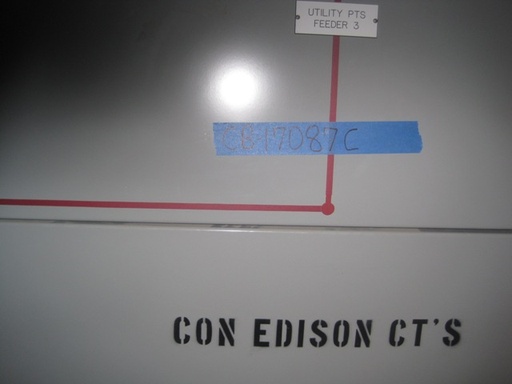 UTILITY PTS
FEEDER 3
CB17087C
CON EDISON CT'S